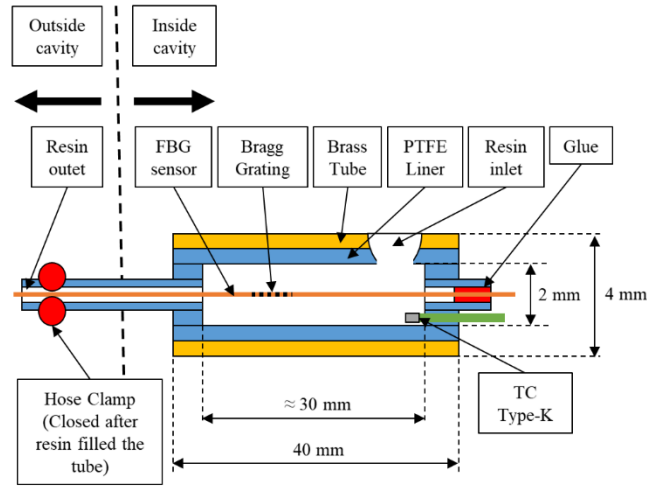 Outside
cavity
Inside
cavity
Resin
outet
FBG
sensor
Bragg
Grating
Brass
Tube
PTFE
Liner
Resin
inlet
Glue
2 mm
4 mm
Hose Clamp
(Closed after
resin filled the
tube)
≈ 30 mm
40 mm
TC
Type-K